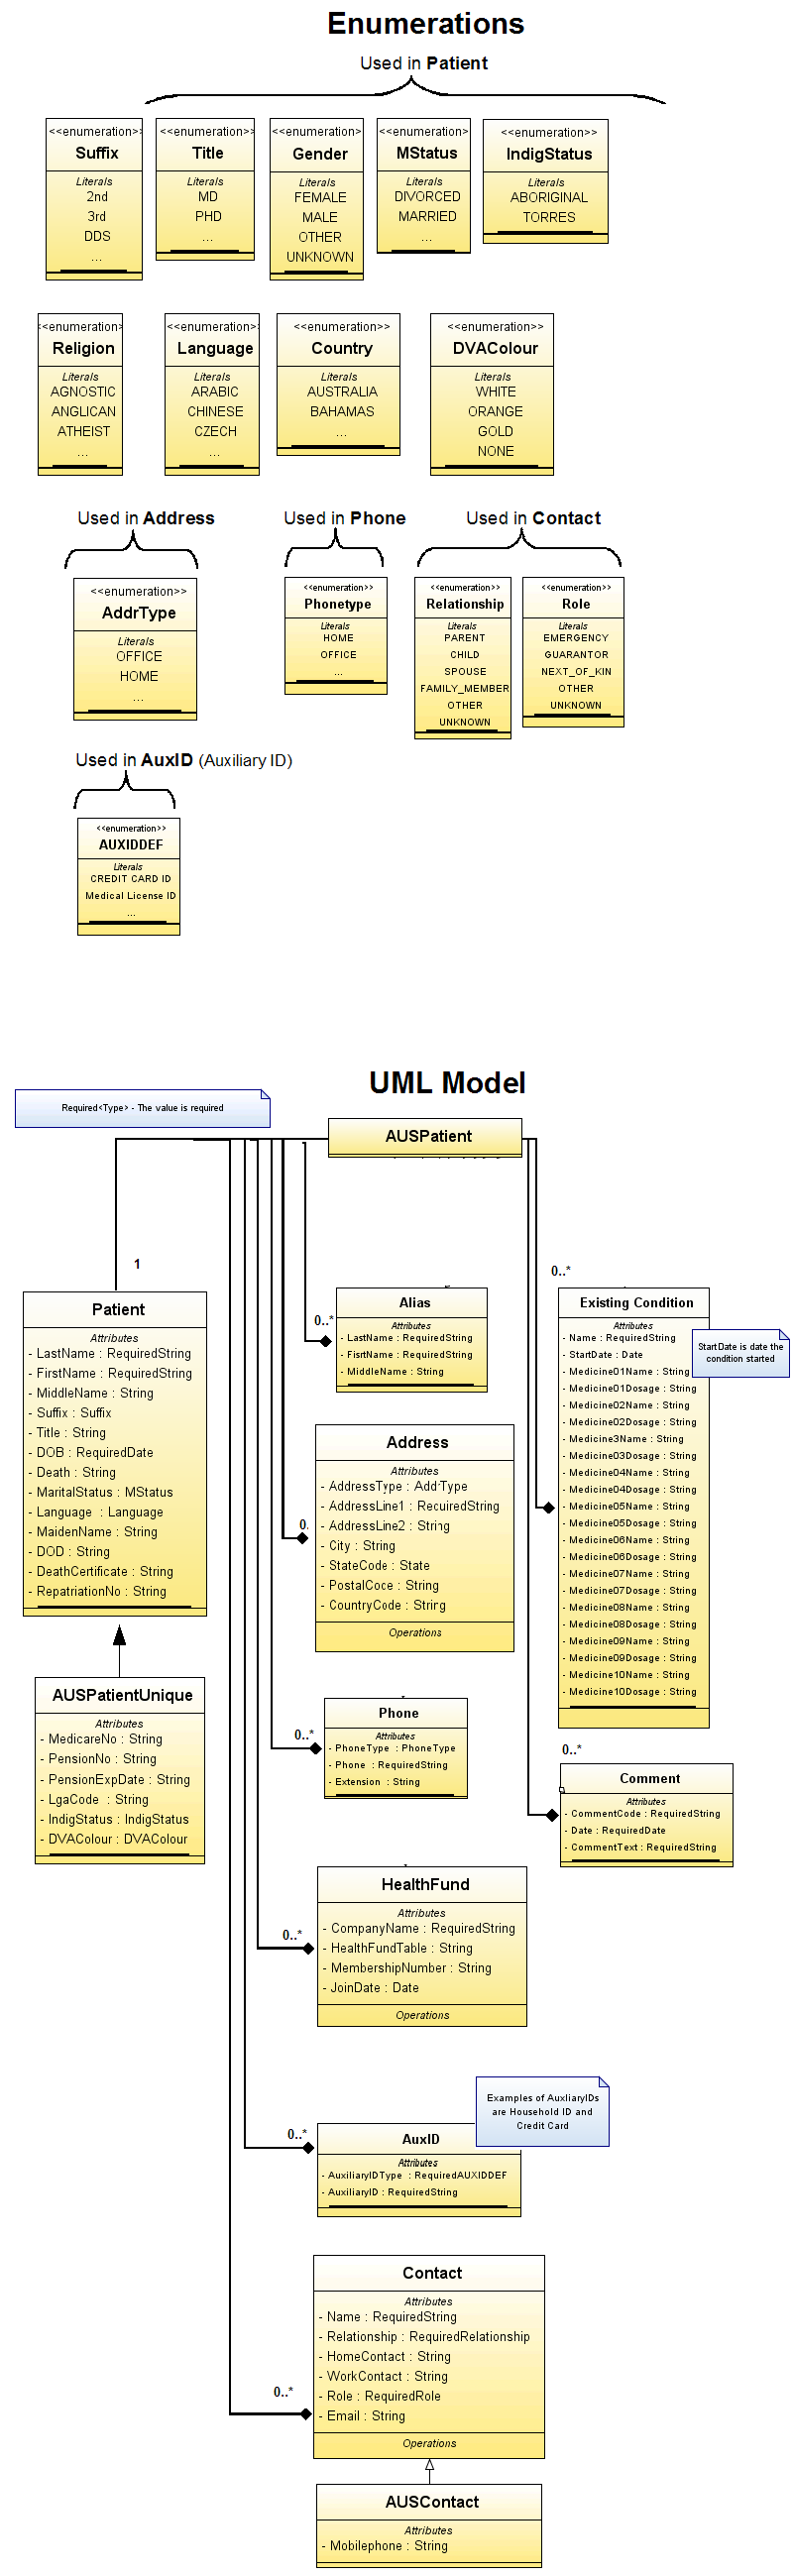 Enumerations
Used in Patient
<<enumeration>>
Suffix
Literals
2nd
3rd
DDS
...
<<enumeration>>
Title
Literals
MD
PHD
...
<<enumeration>>
Gender
Literals
FEMALE
MALE
OTHER
UNKNOWN
<<enumeration>>
MStatus
Literals
DIVORCED
MARRIED
...
<<enumeration>>
IndigStatus
Literals
ABORIGINAL
TORRES
<<enumeration>>
Religion
Literals
AGNOSTIC
ANGLICAN
ATHEIST
...
<<enumeration>>
Language
Literals
ARABIC
CHINESE
CZECH
...
<<enumeration>>
Country
Literals
AUSTRALIA
BAHAMAS
...
<<enumeration>>
DVAColour
Literals
WHITE
ORANGE
GOLD
NONE
Used in Address
<<enumeration>>
AddrType
Literals
OFFICE
HOME
...
Used in Phone
<<enumeration>>
Phonetype
Literals
HOME
OFFICE
...
Used in Contact
<<enumeration>>
Relationship
Literals
PARENT
CHILD
SPOUSE
FAMILY_MEMBER
OTHER
UNKNOWN
<<enumeration>>
Role
Literals
EMERGENCY
GUARANTOR
NEXT_OF_KIN
OTHER
UNKNOWN
Used in AuxID (Auxiliary ID)
<<enumeration>>
AUXIDDEF
Literals
CREDIT CARD ID
Medical License ID
...
UML Model
Required<Type> - The value is required
AUSPatient
1
Patient
Attributes
- LastName : RequiredString
- FirstName : RequiredString
- MiddleName : String
- Suffix : Suffix
- Title : String
- DOB : RequiredDate
- Death : String
- MaritalStatus : MStatus
- Language : Language
- MaidenName : String
- DOD : String
- DeathCertificate : String
- RepatriationNo : String
AUSPatientUnique
Attributes
- MedicareNo : String
- PensionNo : String
- PensionExpDate : String
- LgaCode : String
- IndigStatus : IndigStatus
- DVAColour : DVAColour
0..*
Alias
Attributes
- LastName : RequiredString
- FisrtName : RequiredString
- MiddleName : String
0.
Address
Attributes
- AddressType : AddrType
- AddressLine1 : RequiredString
- AddressLine2 : String
- City : String
- StateCode : State
- PostalCoce : String
- CountryCode : String
Operations
0..*
Phone
Attributes
- PhoneType : PhoneType
- Phone : RequiredString
- Extension : String
0..*
HealthFund
Attributes
- CompanyName : RequiredString
- HealthFundTable : String
- MembershipNumber : String
- JoinDate : Date
Operations
0..*
Existing Condition
Attributes
- Name : RequiredString
- StartDate : Date
- Medicine01Name : String
- Medicine01Dosage : String
- Medicine02Name : String
- Medicine02Dosage : String
- Medicine3Name : String
- Medicine03Dosage : String
- Medicine04Name : String
- Medicine04Dosage : String
- Medicine05Name : String
- Medicine05Dosage : String
- Medicine06Name : String
- Medicine06Dosage : String
- Medicine07Name : String
- Medicine07Dosage : String
- Medicine08Name : String
- Medicine08Dosage : String
- Medicine09Name : String
- Medicine09Dosage : String
- Medicine10Name : String
- Medicine10Dosage : String
StartDate is date the
condition started
0..*
Comment
Attributes
- CommentCode : RequiredString
- Date : RequiredDate
- CommentText : RequiredString
Examples of AuxliaryIDs
are Household ID and
Credit Card
0..*
AuxID
Attributes
- AuxiliaryIDType : RequiredAUXIDDEF
- AuxiliaryID : RequiredString
0..*
Contact
Attributes
- Name : RequiredString
- Relationship : RequiredRelationship
- HomeContact : String
- WorkContact : String
- Role : RequiredRole
- Email : String
Operations
AUSContact
Attributes
- Mobilephone : String